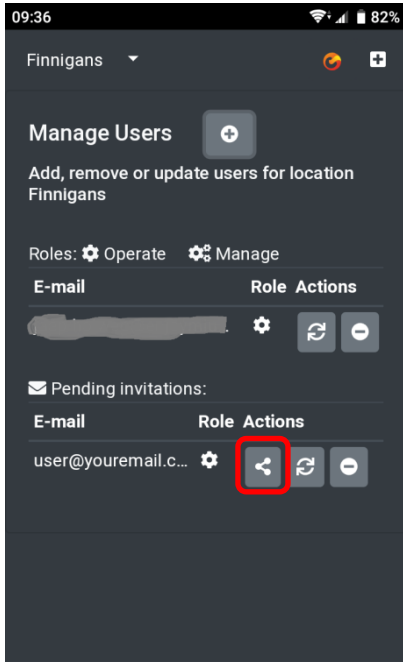 09:36 82%
Finnigans
Manage Users
Add, remove or update users for location
Finnigans
Roles: Operate Manage
E-mail Role Actions
Pending invitations:
E-mail Role Actions
user@youremail.c...